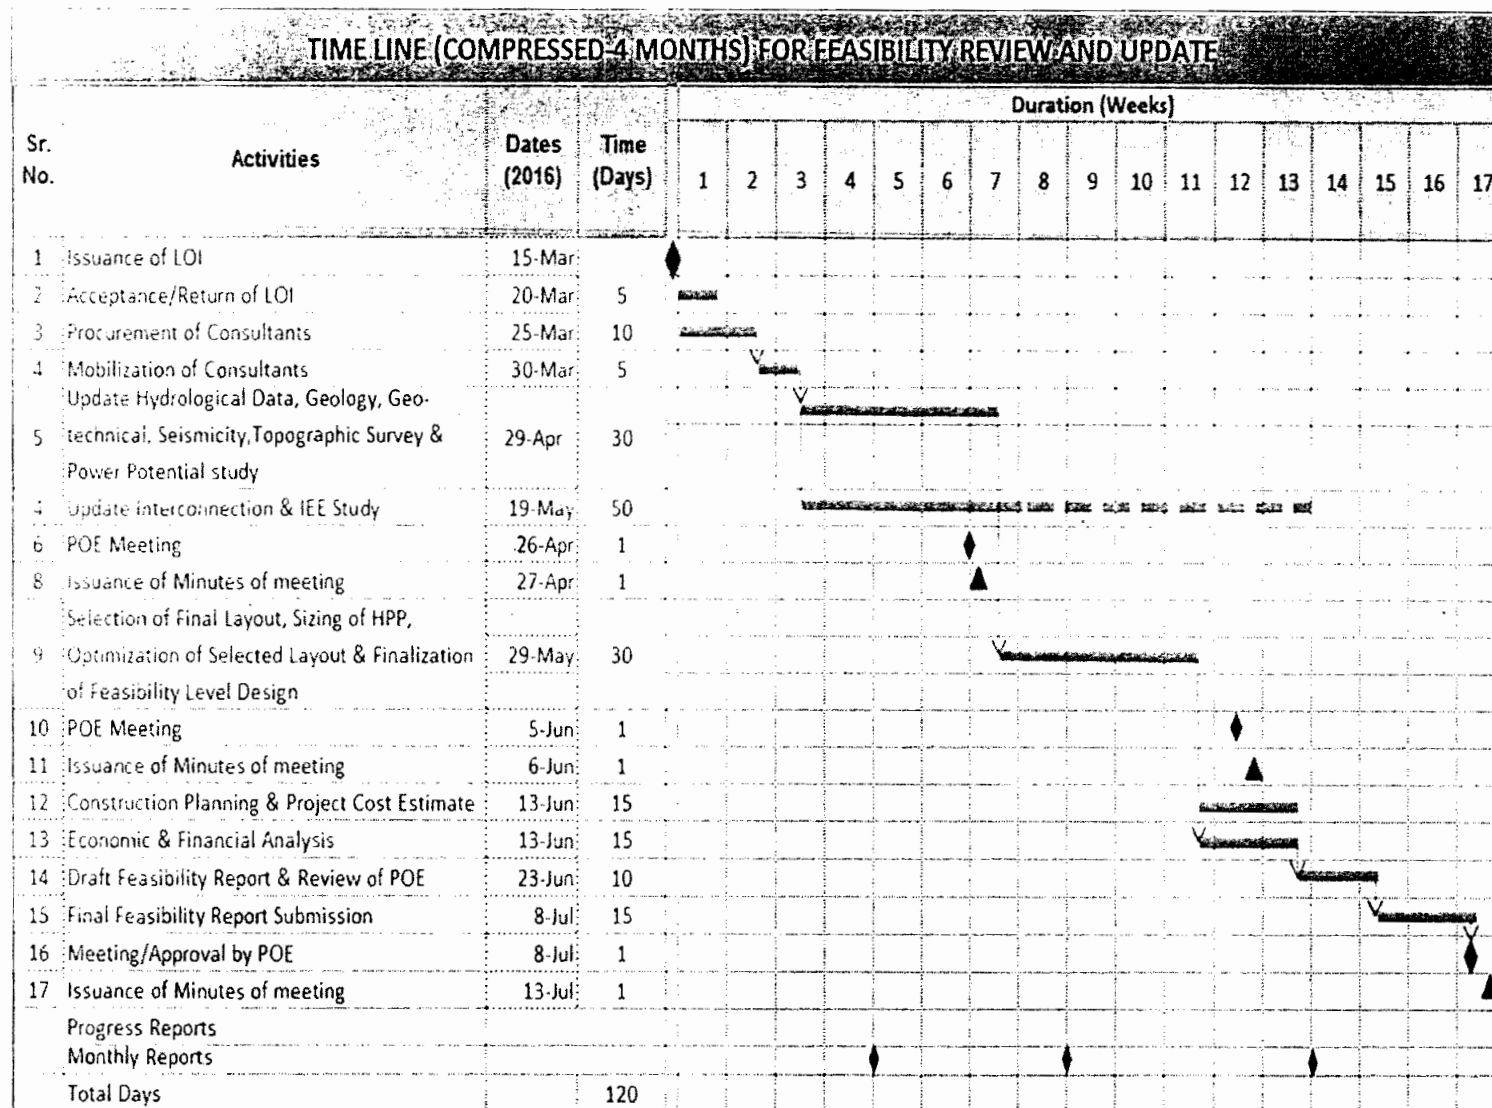 TIME LINE (COMPRESSED-4 MONTHS) FOR FEASIBILITY REVIEW AND UPDATE
Sr. No. Activities Dates (2016) Time (Days) Duration (Weeks)
1 2 3 4 5 6 7 8 9 10 11 12 13 14 15 16 17
1 Issuance of LOI 15-Mar
2 Acceptance/Return of LOI 20-Mar 5
3 Procurement of Consultants 25-Mar 10
4 Mobilization of Consultants 30-Mar 5
Update Hydrological Data, Geology, Geo-
5 technical, Seismicity,Topographic Survey & 29-Apr 30
Power Potential study
4 Update Interconnection & IEE Study 19-May 50
6 POE Meeting 26-Apr 1
8 Issuance of Minutes of meeting 27-Apr 1
Selection of Final Layout, Sizing of HPP,
9 Optimization of Selected Layout & Finalization 29-May 30
of Feasibility Level Design
10 POE Meeting 5-Jun 1
11 Issuance of Minutes of meeting 6-Jun 1
12 Construction Planning & Project Cost Estimate 13-Jun 15
13 Economic & Financial Analysis 13-Jun 15
14 Draft Feasibility Report & Review of POE 23-Jun 10
15 Final Feasibility Report Submission 8-Jul 15
16 Meeting/Approval by POE 8-Jul 1
17 Issuance of Minutes of meeting 13-Jul 1
Progress Reports
Monthly Reports
Total Days 120